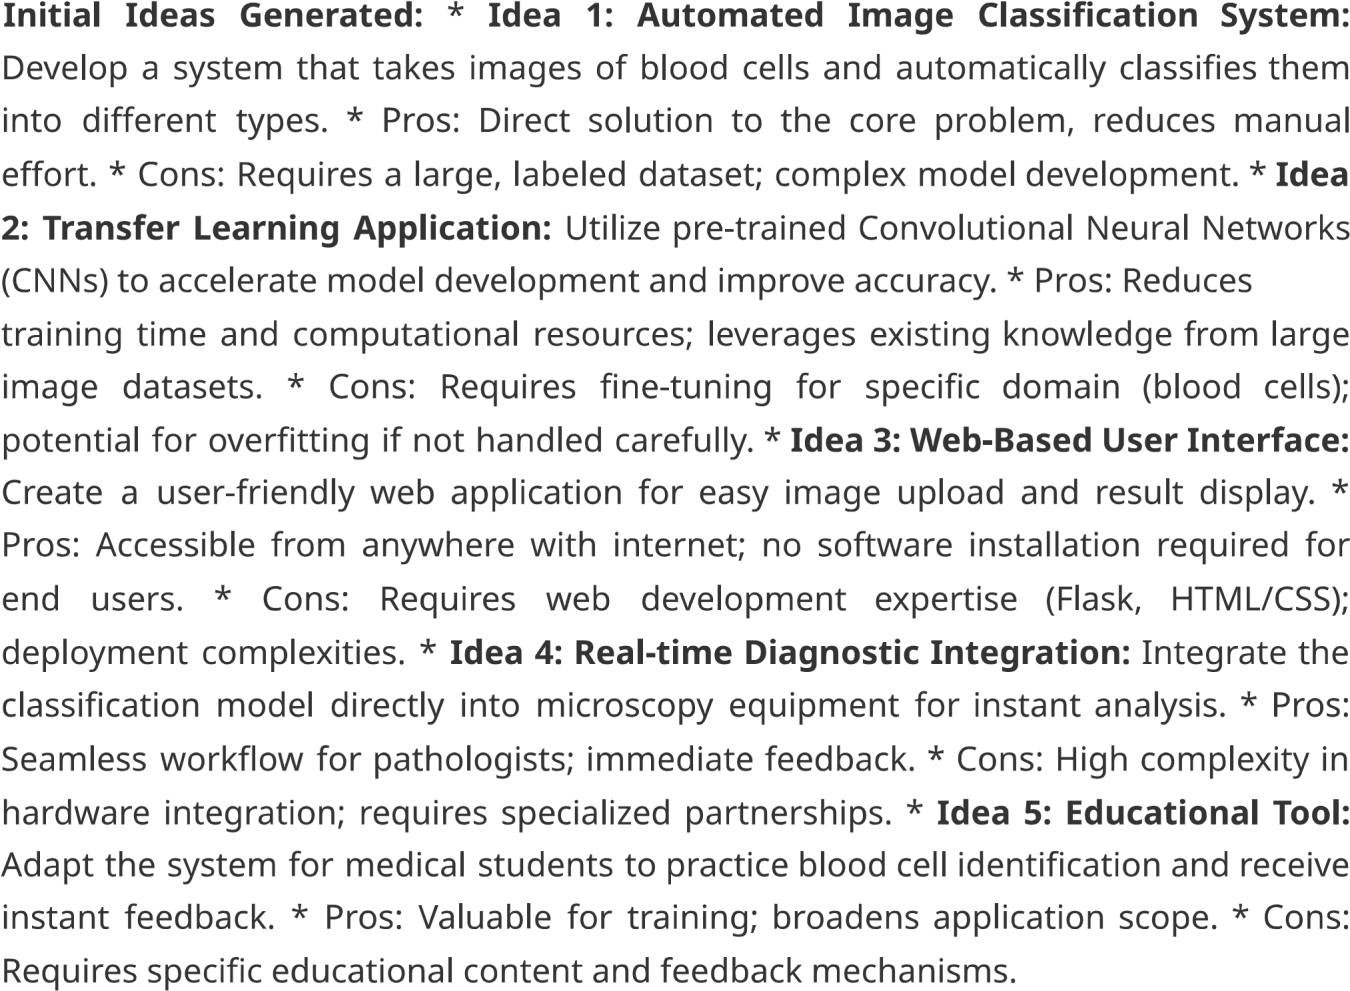 Initial Ideas Generated: * Idea 1: Automated Image Classification System:
Develop a system that takes images of blood cells and automatically classifies them
into different types. * Pros: Direct solution to the core problem, reduces manual
effort. * Cons: Requires a large, labeled dataset; complex model development. * Idea
2: Transfer Learning Application: Utilize pre-trained Convolutional Neural Networks
(CNNs) to accelerate model development and improve accuracy. * Pros: Reduces
training time and computational resources; leverages existing knowledge from large
image datasets. * Cons: Requires fine-tuning for specific domain (blood cells);
potential for overfitting if not handled carefully. * Idea 3: Web-Based User Interface:
Create a user-friendly web application for easy image upload and result display. *
Pros: Accessible from anywhere with internet; no software installation required for
end users. * Cons: Requires web development expertise (Flask, HTML/CSS);
deployment complexities. * Idea 4: Real-time Diagnostic Integration: Integrate the
classification model directly into microscopy equipment for instant analysis. * Pros:
Seamless workflow for pathologists; immediate feedback. * Cons: High complexity in
hardware integration; requires specialized partnerships. * Idea 5: Educational Tool:
Adapt the system for medical students to practice blood cell identification and receive
instant feedback. * Pros: Valuable for training; broadens application scope. * Cons:
Requires specific educational content and feedback mechanisms.